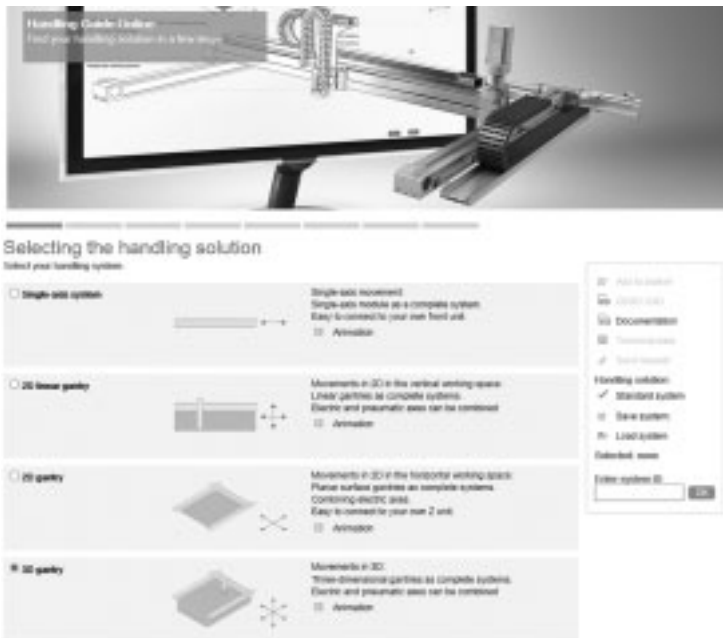 Handling Guide Online
Find your handling solution in a few steps
Selecting the handling solution
Select your handling system
Single-axis system
Single-axis movement
Single-axis module as a complete system.
Easy to connect to your own front unit.
Animation
2D linear gantry
Movements in 2D in the vertical working space
Linear gantries as complete systems.
Electric and pneumatic axes can be combined
Animation
2D gantry
Movements in 2D in the horizontal working space
Planar surface gantries as complete systems.
Combining electric axes.
Easy to connect to your own Z unit.
Animation
3D gantry
Movements in 3D.
Three-dimensional gantries as complete systems.
Electric and pneumatic axes can be combined
Animation
Documentation
Handling solution
Standard system
Save system
Load system
Selected: none
Enter system ID
OK